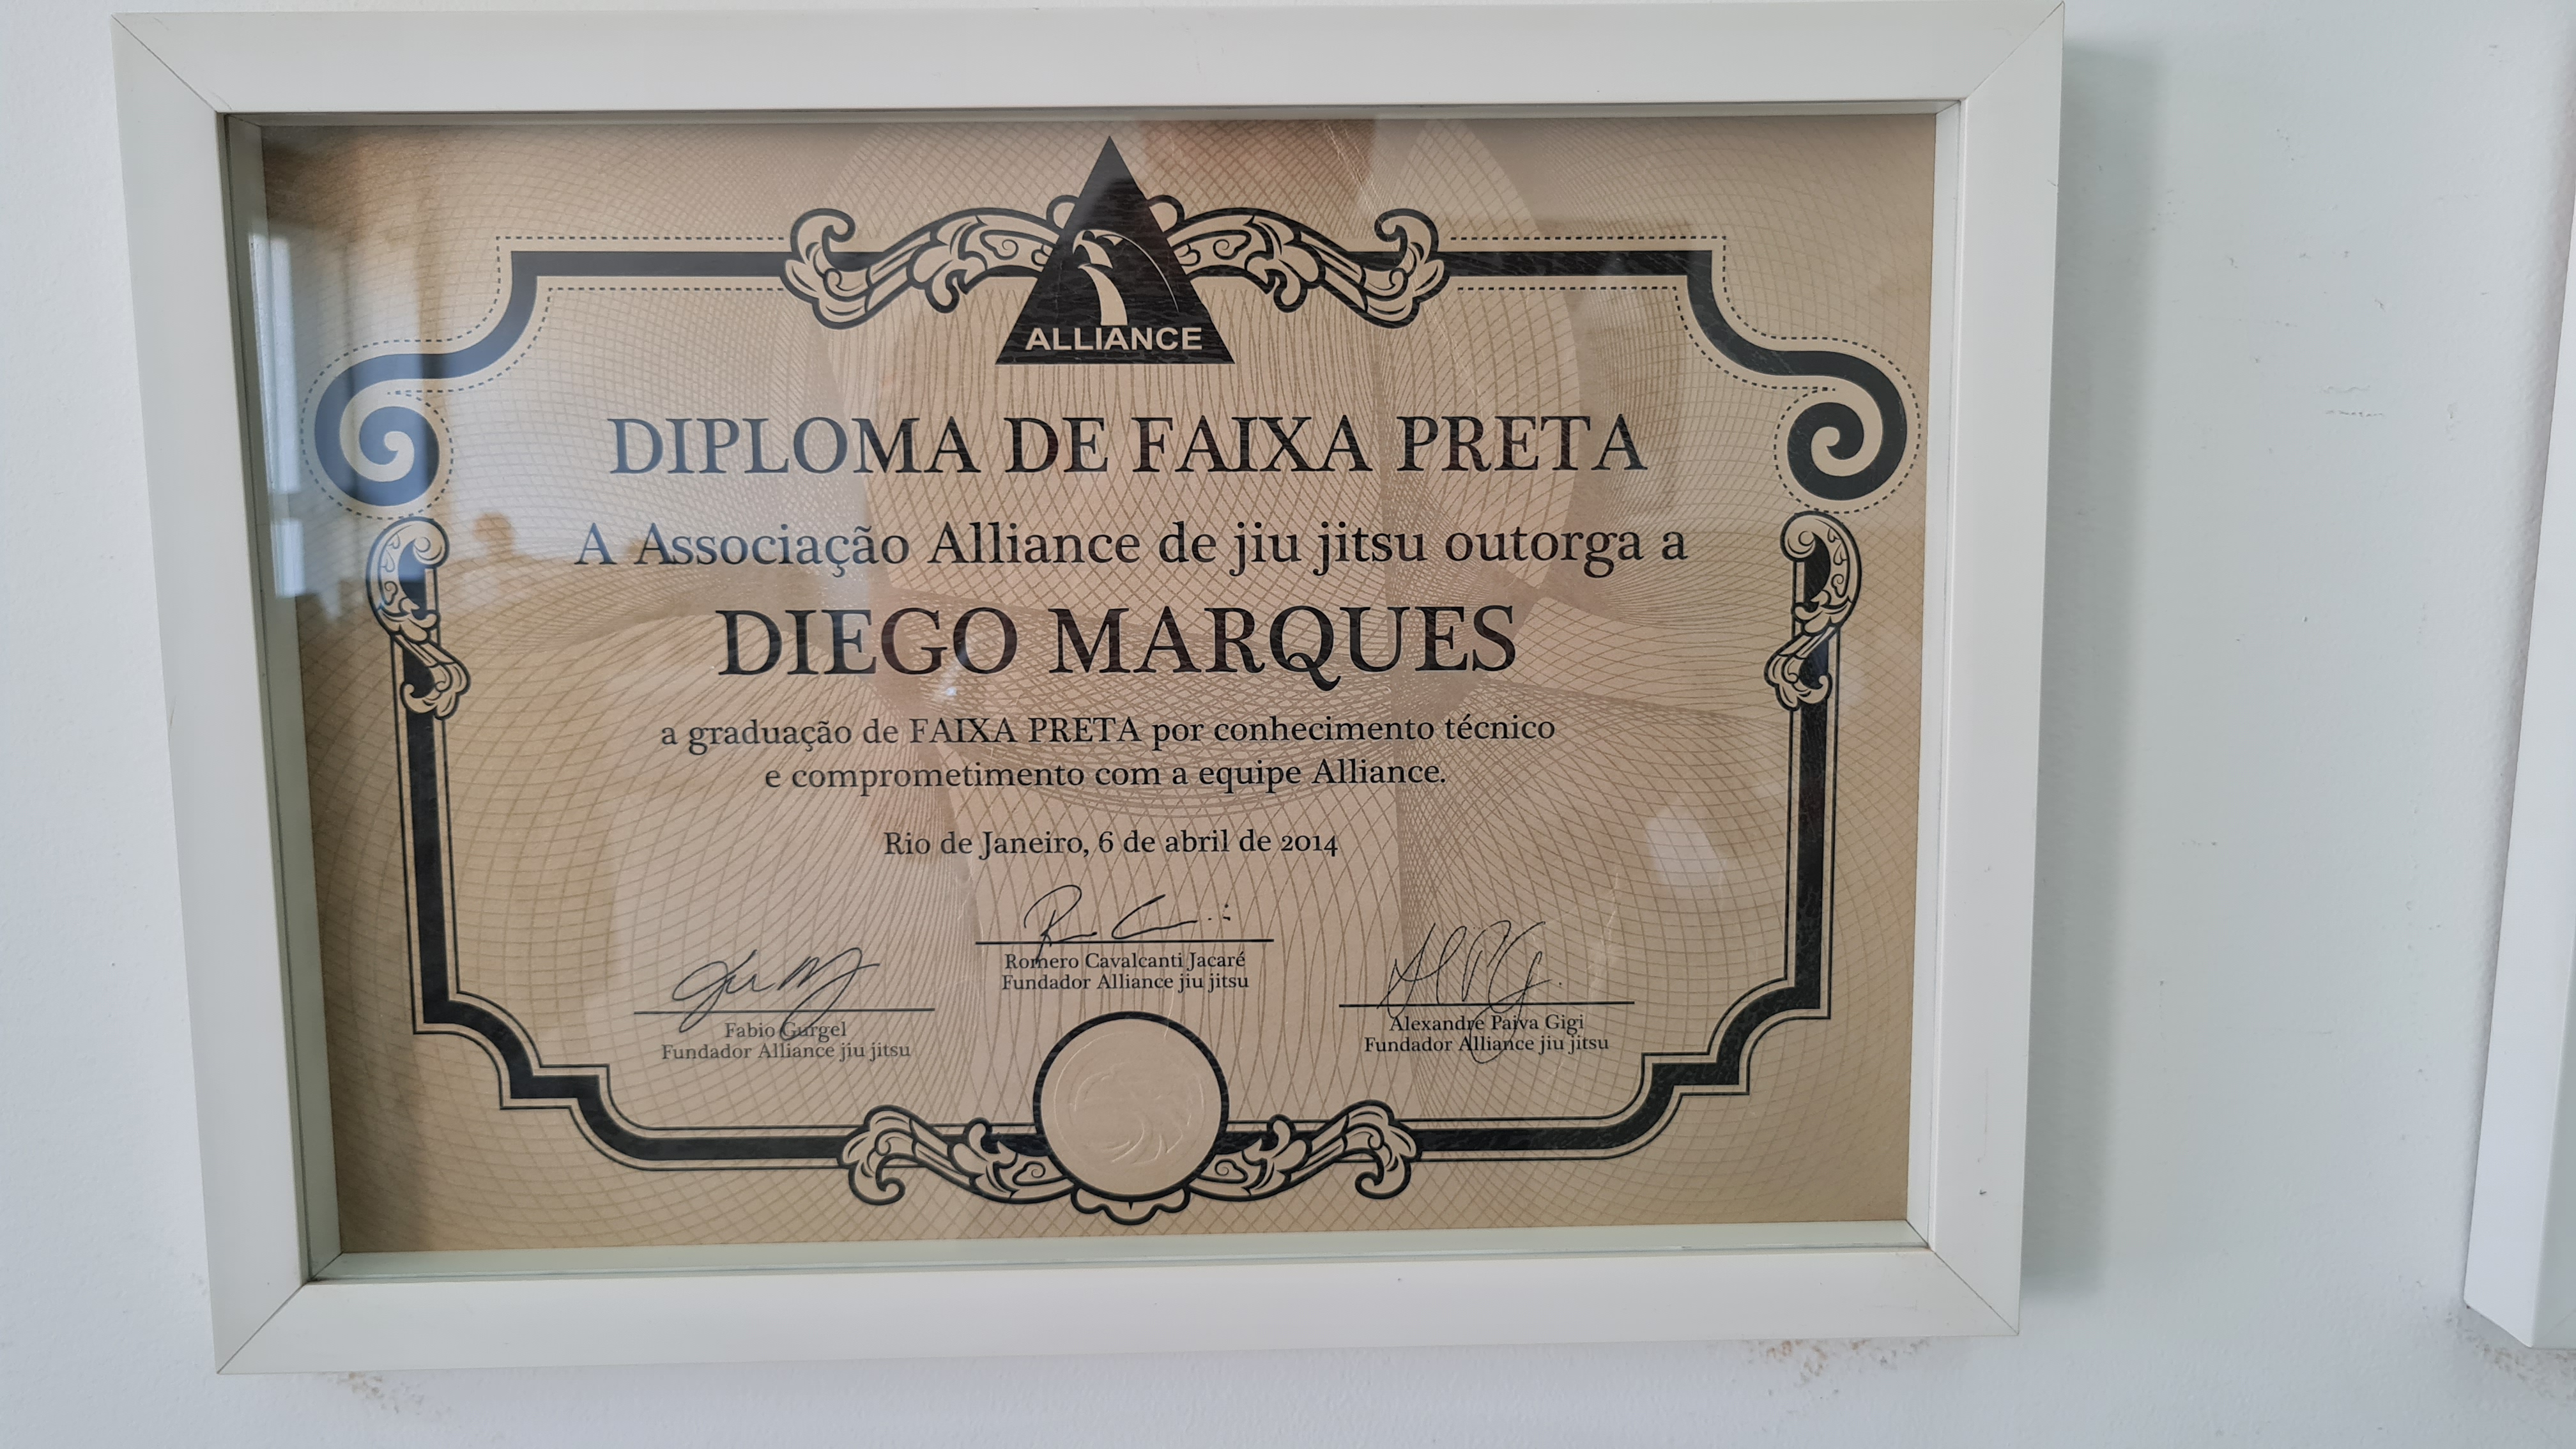 ALLIANCE
DIPLOMA DE FAIXA PRETA
A Associação Alliance de jiu jitsu outorga a
DIEGO MARQUES
a graduação de FAIXA PRETA por conhecimento técnico
e comprometimento com a equipe Alliance.
Rio de Janeiro, 6 de abril de 2014
Romero Cavalcanti Jacaré
Fundador Alliance jiu jitsu
Fabio Gurgel
Fundador Alliance jiu jitsu
Alexandre Paiva Gigi
Fundador Alliance jiu jitsu